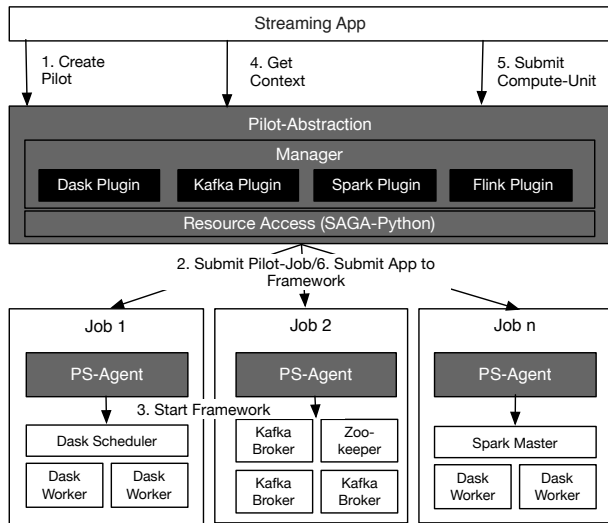 Streaming App
1. Create
Pilot
4. Get
Context
5. Submit
Compute-Unit
Pilot-Abstraction
Manager
Dask Plugin
Kafka Plugin
Spark Plugin
Flink Plugin
Resource Access (SAGA-Python)
2. Submit Pilot-Job/6. Submit App to
Framework
Job 1
PS-Agent
3. Start Framework
Dask Scheduler
Dask
Worker
Dask
Worker
Job 2
PS-Agent
Kafka
Broker
Zoo-
keeper
Kafka
Broker
Kafka
Broker
Job n
PS-Agent
Spark Master
Dask
Worker
Dask
Worker